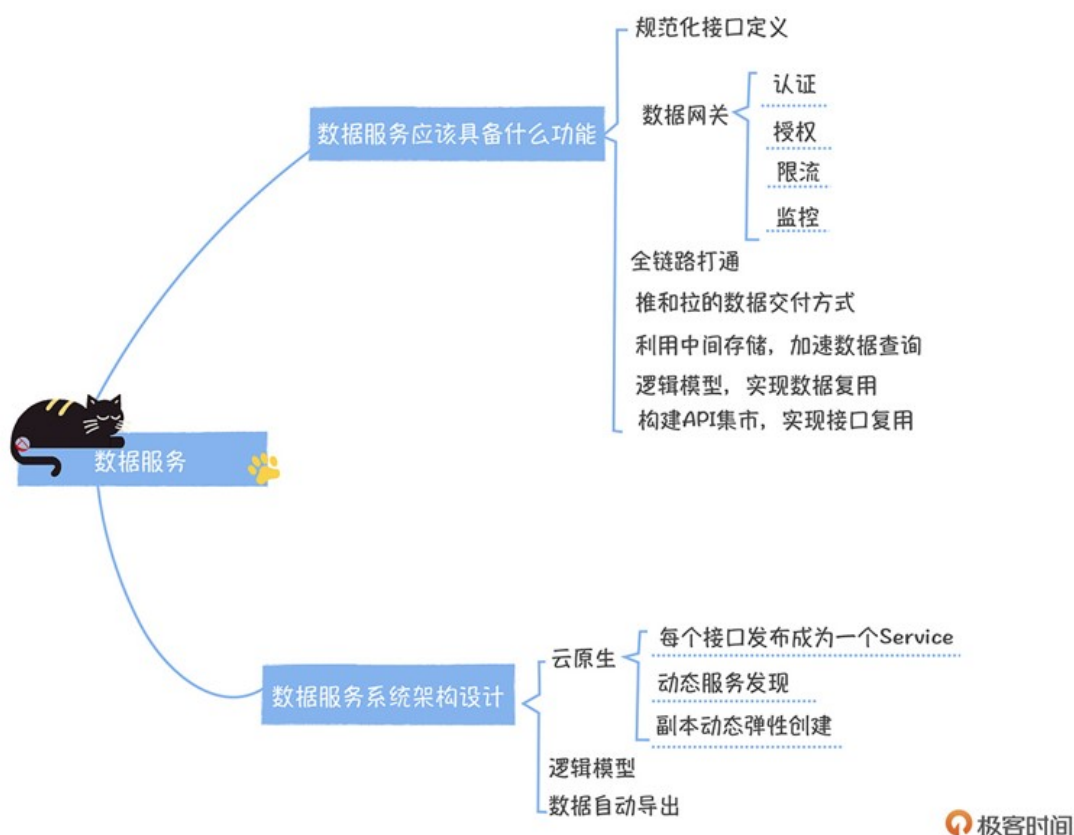 规范化接口定义
认证
数据网关
授权
限流
监控
数据服务应该具备什么功能
全链路打通
推和拉的数据交付方式
利用中间存储，加速数据查询
逻辑模型，实现数据复用
构建API集市，实现接口复用
数据服务
每个接口发布成为一个Service
云原生
动态服务发现
副本动态弹性创建
数据服务系统架构设计
逻辑模型
数据自动导出
极客时间